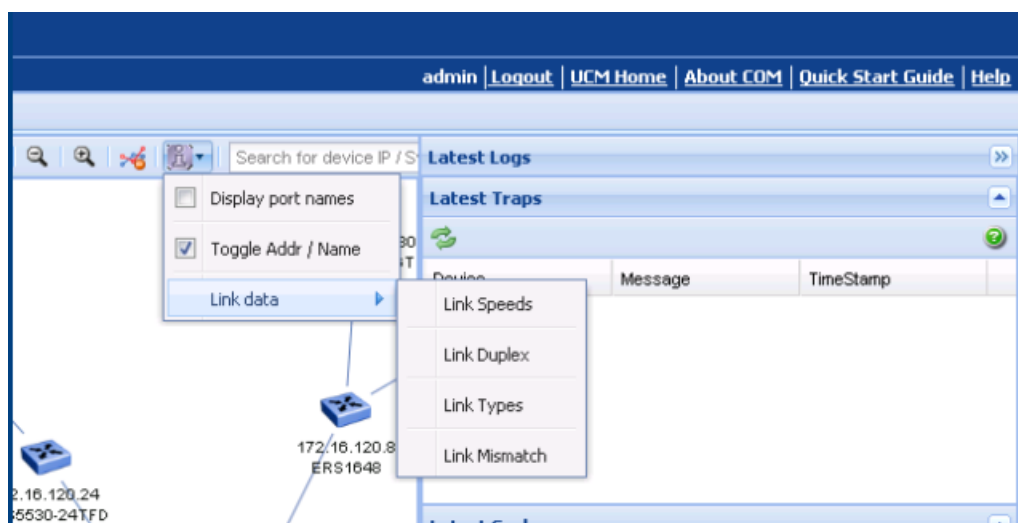 admin | Logout | UCM Home | About COM | Quick Start Guide | Help
Search for device IP / S
Latest Logs
Display port names
Latest Traps
Toggle Addr / Name
Device Message TimeStamp
Link data
Link Speeds
Link Duplex
Link Types
Link Mismatch
172.16.120.8
ERS1648
2.16.120.24
5530-24TFD